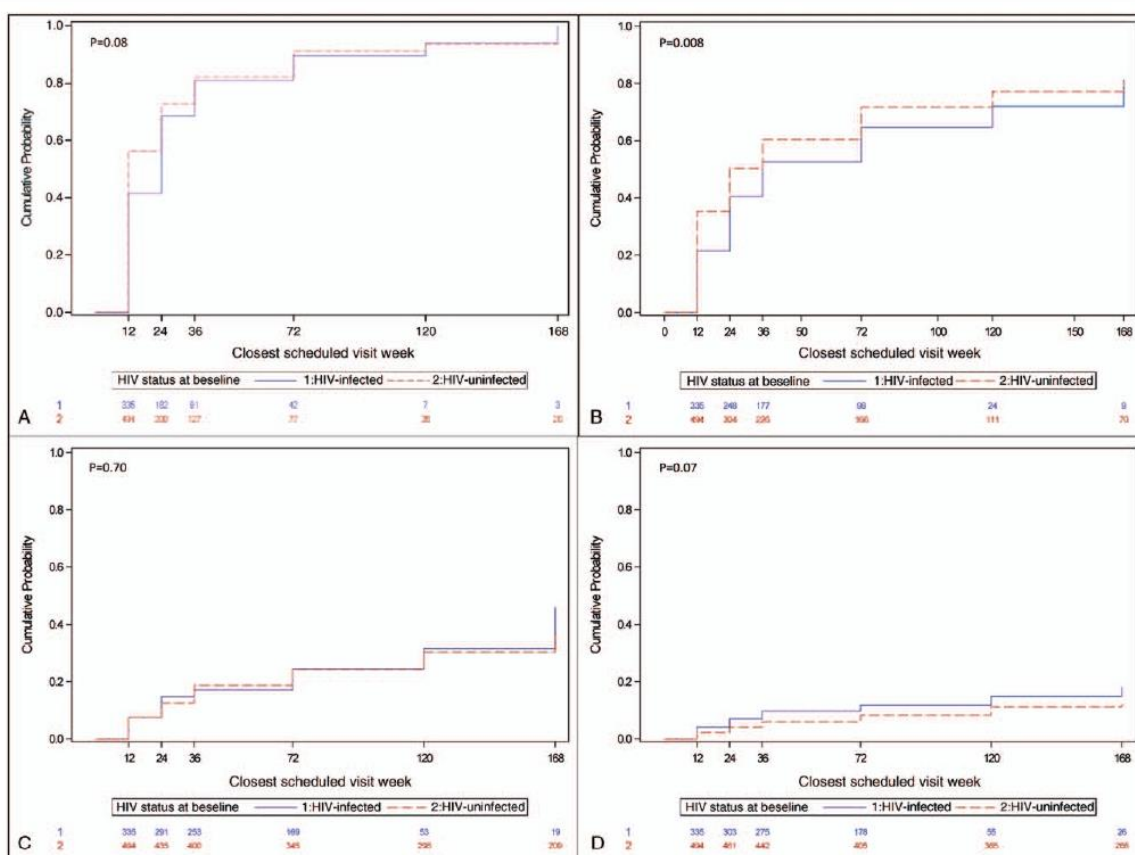 P=0.08
Cumulative Probability
1.0
0.8
0.6
0.4
0.2
0.0
12 24 36 72 120 168
Closest scheduled visit week
HIV status at beseline 1:HIV-infected 2:HIV-uninfected
A
1 335 182 81 42 7 3
2
P=0.008
Cumulative Probability
1.0
0.8
0.6
0.4
0.2
0.0
0 12 24 36 50 72 100 120 150 168
Closest scheduled visit week
HIV status at beseline 1:HIV-infected 2:HIV-uninfected
B
1 335 248 177 98 24
2 494 111
P=0.70
Cumulative Probability
1.0
0.8
0.6
0.4
0.2
0.0
12 24 36 72 120 168
Closest scheduled visit week
HIV status at beseline 1:HIV-infected 2:HIV-uninfected
C
1 335 291 253 169 53 19
2 494 435 400 345
P=0.07
Cumulative Probability
1.0
0.8
0.6
0.4
0.2
0.0
12 24 36 72 120 168
Closest scheduled visit week
HIV status at beseline 1:HIV-infected 2:HIV-uninfected
D
1 335 303 275 178 26
2 494 442